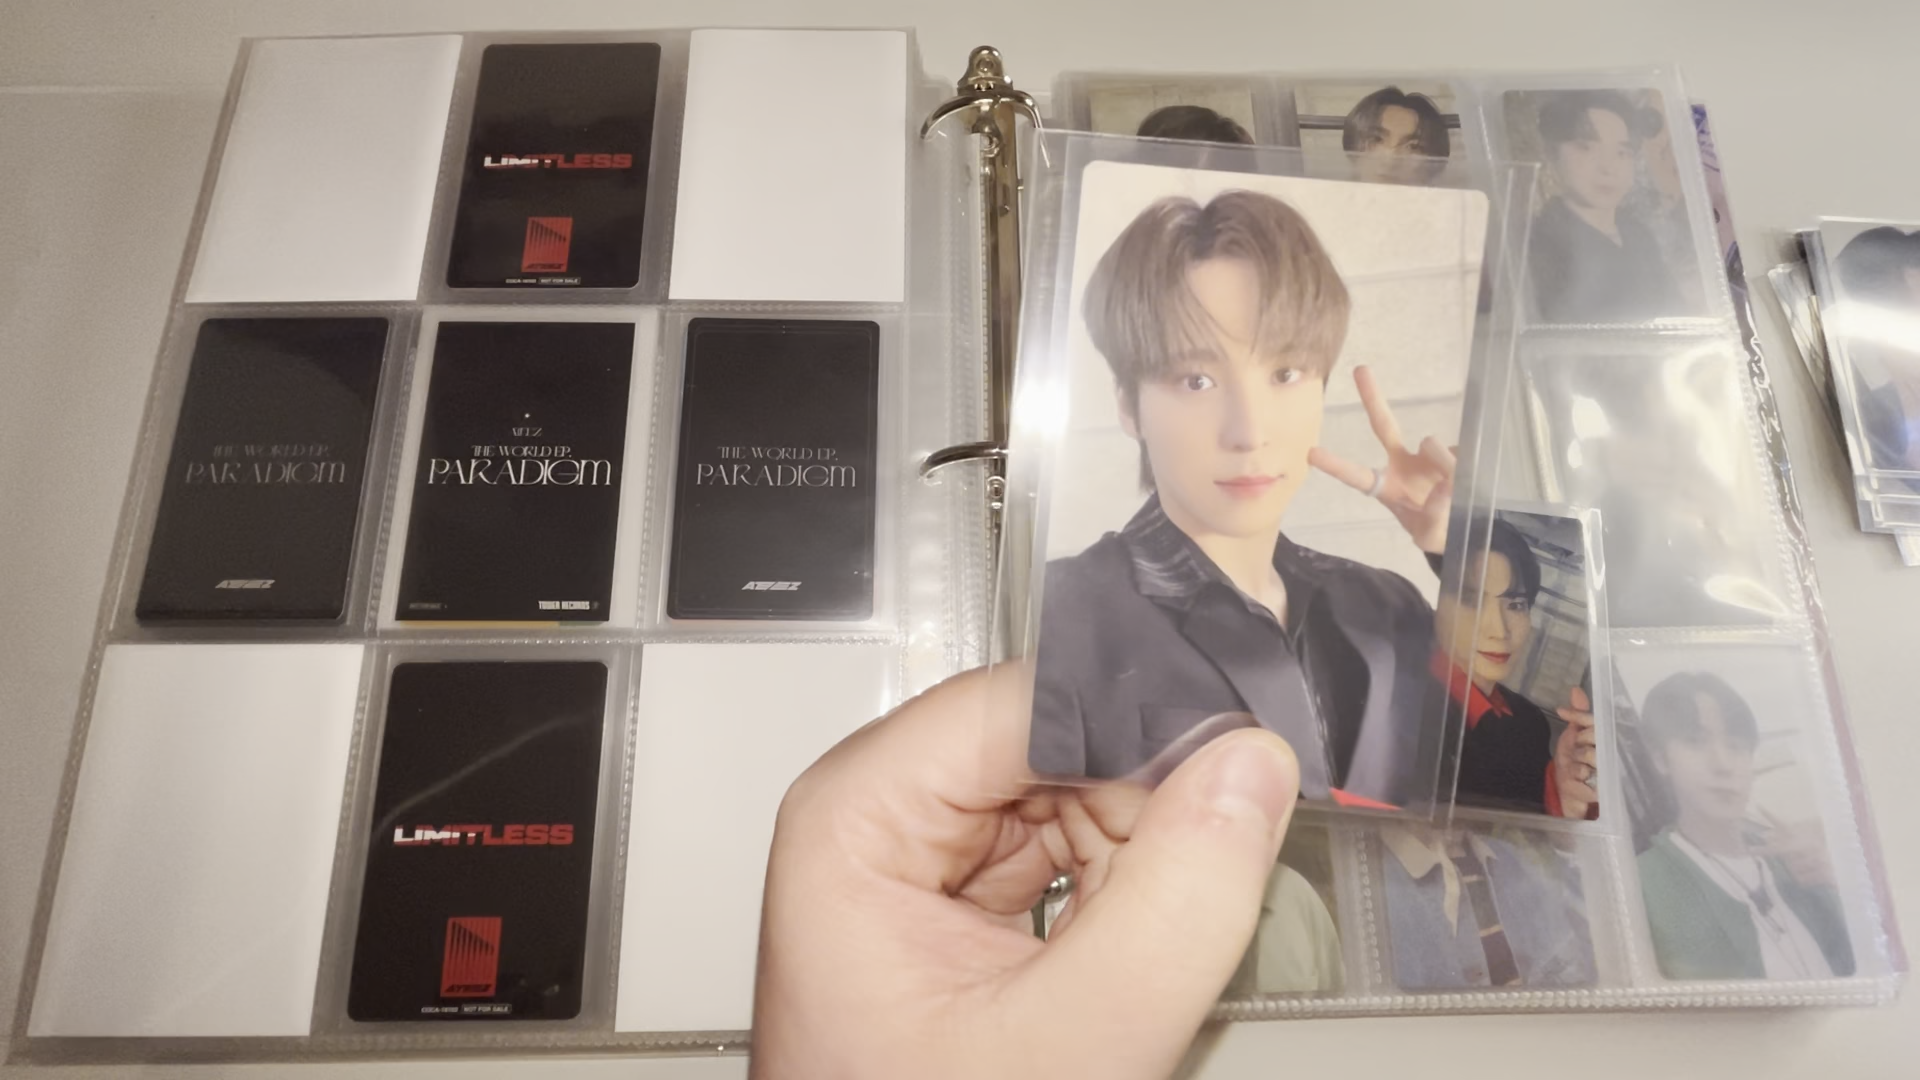 LIMITLESS
ATEEZ
NOT FOR SALE
THE WORLD EP.
PARADIGM
ATEEZ
ATEEZ
THE WORLD EP.
PARADIGM
TOWER RECORDS
THE WORLD EP.
PARADIGM
ATEEZ
LIMITLESS
ATEEZ
NOT FOR SALE